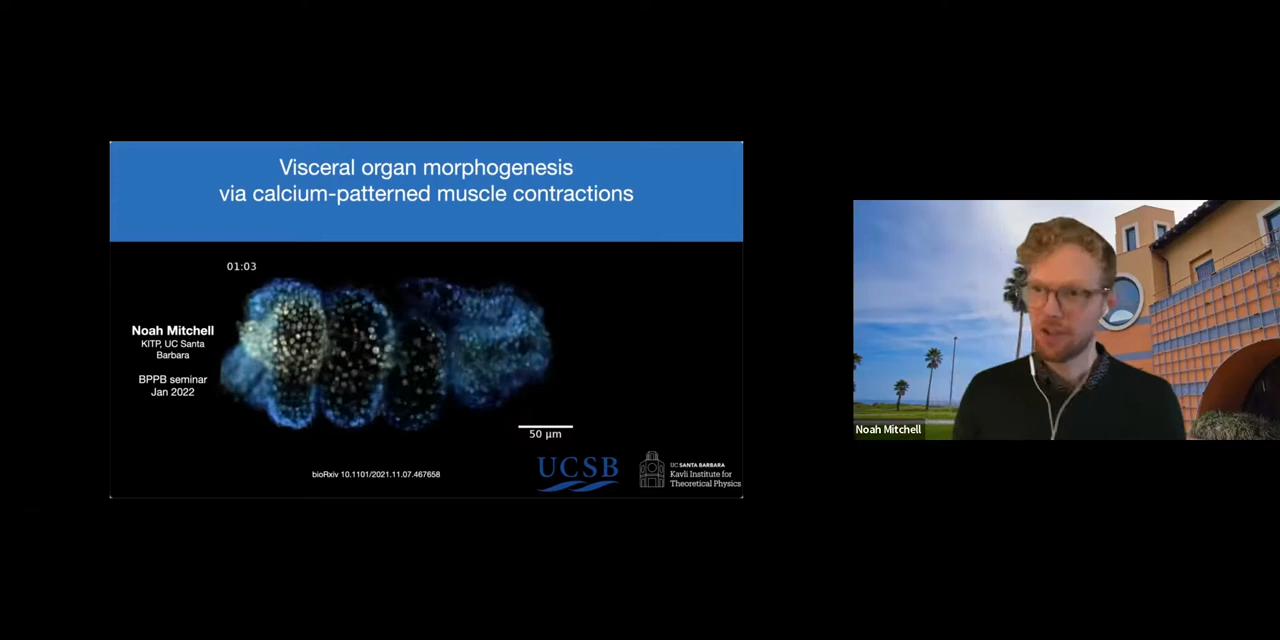 Visceral organ morphogenesis
via calcium-patterned muscle contractions
01:03
Noah Mitchell
KITP, UC Santa
Barbara
BPPB seminar
Jan 2022
50 µm
bioRxiv 10.1101/2021.11.07.467658
UCSB
UC SANTA BARBARA
Kavli Institute for
Theoretical Physics
Noah Mitchell